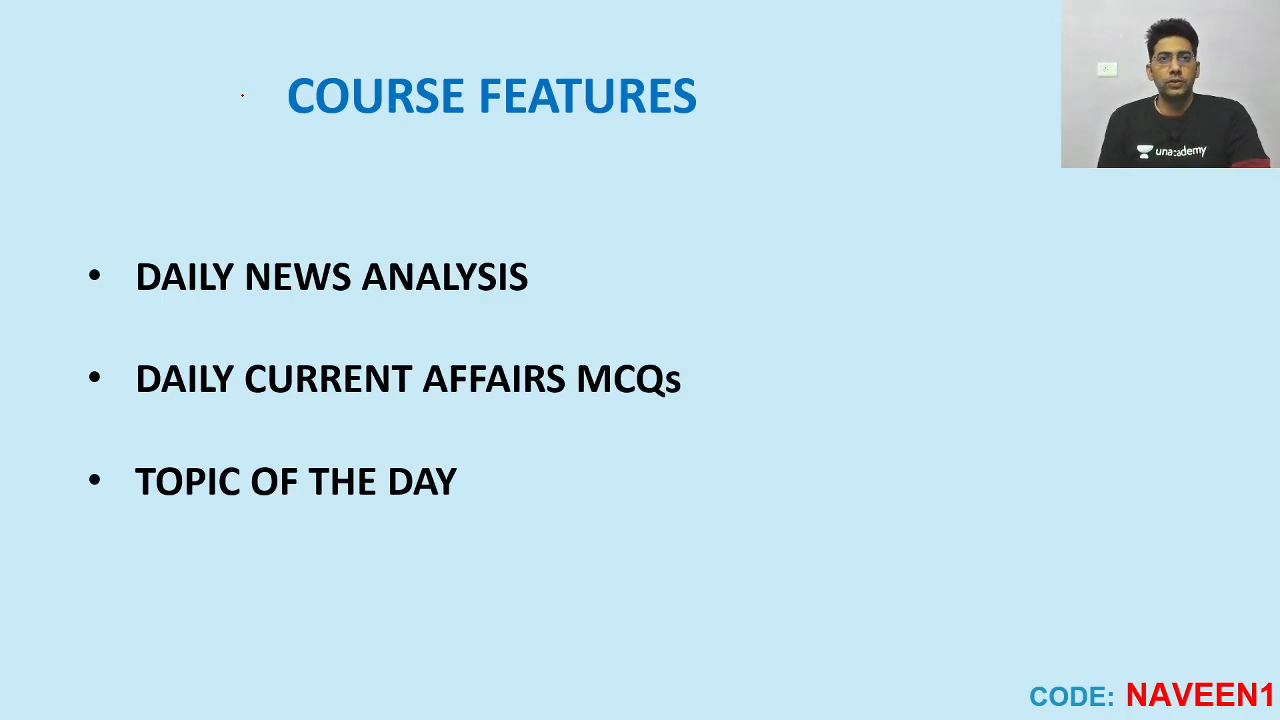 COURSE FEATURES
unacademy
• DAILY NEWS ANALYSIS
• DAILY CURRENT AFFAIRS MCQs
• TOPIC OF THE DAY
CODE: NAVEEN1